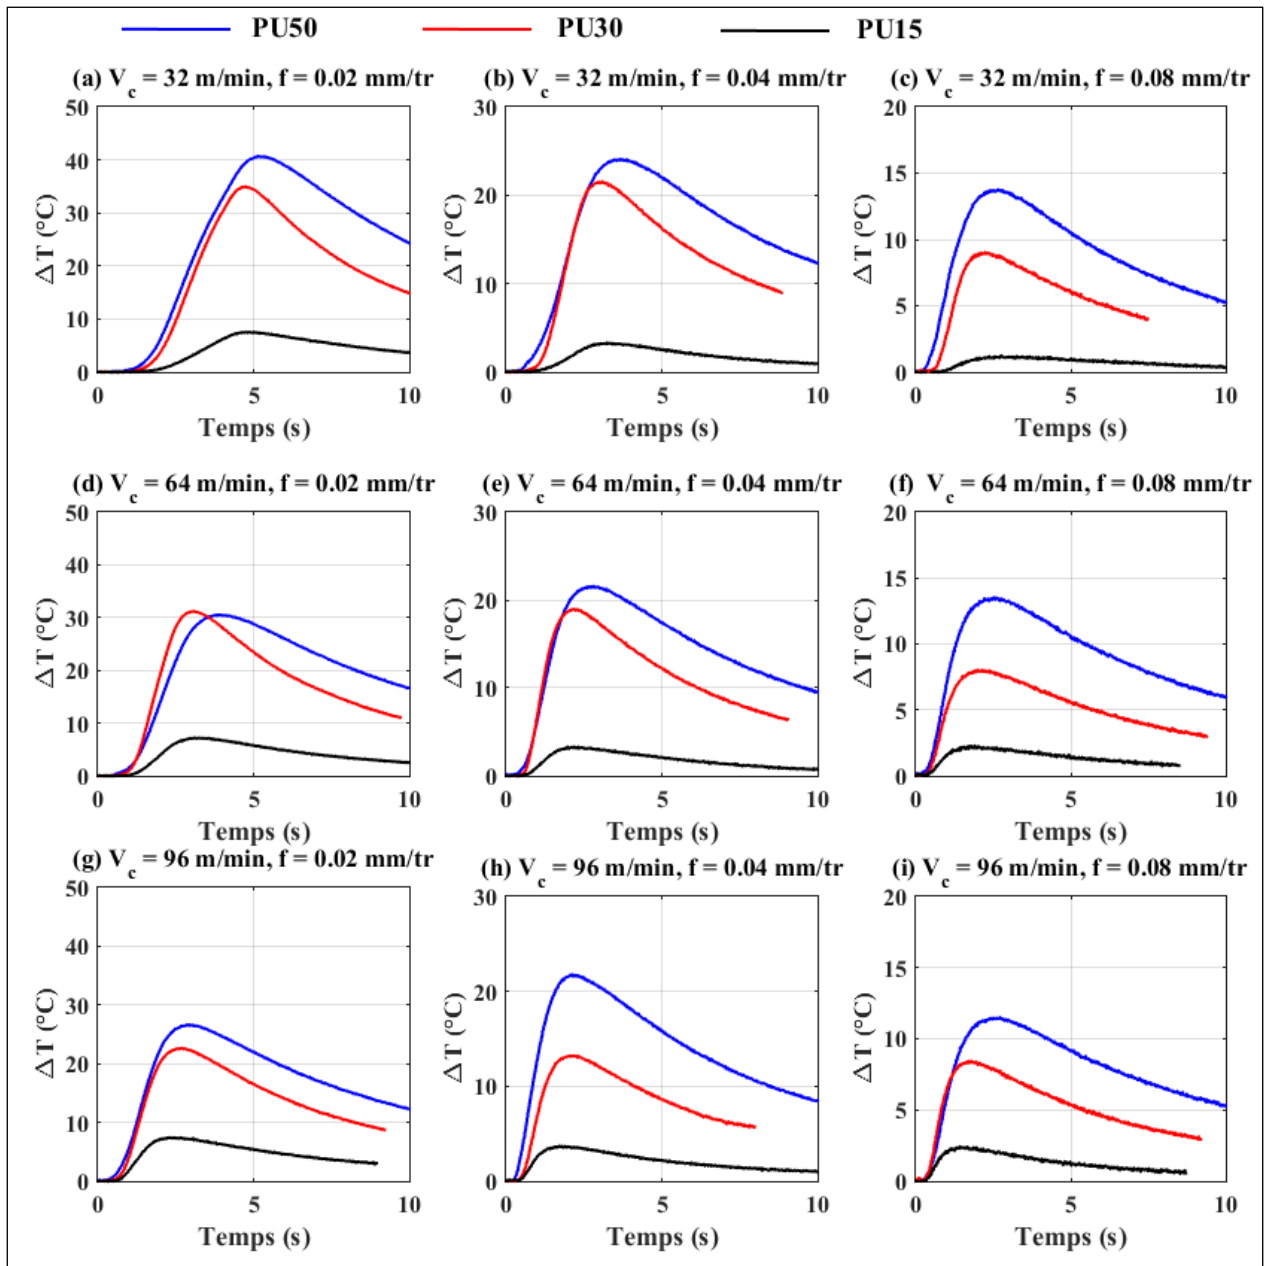 PU50 PU30 PU15
(a) Vc = 32 m/min, f = 0.02 mm/tr
50
40
30
20
10
0
ΔT (°C)
0 5 10
Temps (s)
(b) Vc = 32 m/min, f = 0.04 mm/tr
30
20
10
0
ΔT (°C)
0 5 10
Temps (s)
(c) Vc = 32 m/min, f = 0.08 mm/tr
20
15
10
5
0
ΔT (°C)
0 5 10
Temps (s)
(d) Vc = 64 m/min, f = 0.02 mm/tr
50
40
30
20
10
0
ΔT (°C)
0 5 10
Temps (s)
(e) Vc = 64 m/min, f = 0.04 mm/tr
30
20
10
0
ΔT (°C)
0 5 10
Temps (s)
(f) Vc = 64 m/min, f = 0.08 mm/tr
20
15
10
5
0
ΔT (°C)
0 5 10
Temps (s)
(g) Vc = 96 m/min, f = 0.02 mm/tr
50
40
30
20
10
0
ΔT (°C)
0 5 10
Temps (s)
(h) Vc = 96 m/min, f = 0.04 mm/tr
30
20
10
0
ΔT (°C)
0 5 10
Temps (s)
(i) Vc = 96 m/min, f = 0.08 mm/tr
20
15
10
5
0
ΔT (°C)
0 5 10
Temps (s)